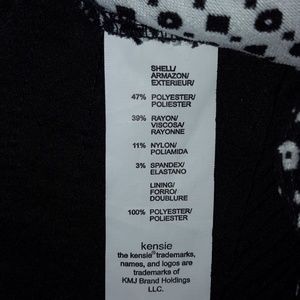 SHELL/
ARMAZON/
EXTERIEUR/
47% POLYESTER/
POLIESTER
39% RAYON/
VISCOSA/
RAYONNE
11% NYLON/
POLIAMIDA
3% SPANDEX/
ELASTANO
LINING/
FORRO/
DOUBLURE
100% POLYESTER/
POLIESTER
kensie
the kensie® trademarks,
names, and logos are
trademarks of
KMJ Brand Holdings
LLC.